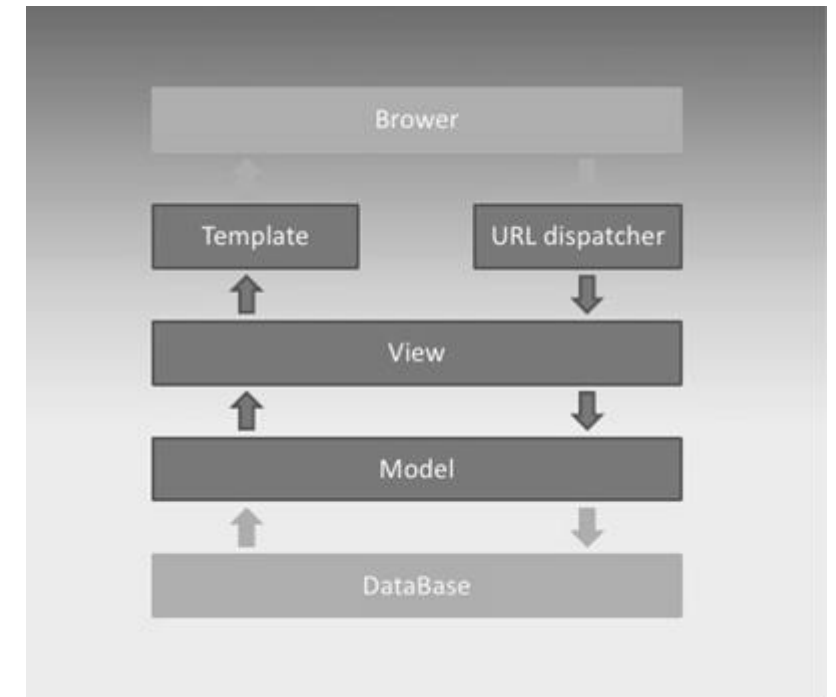 Brower
Template
URL dispatcher
View
Model
DataBase